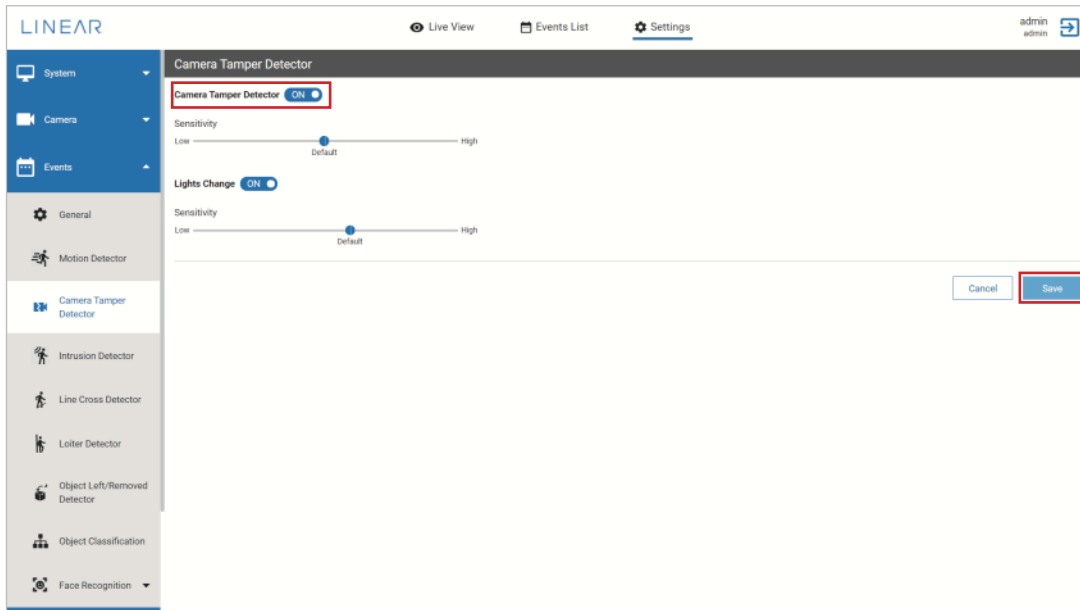 LINEAR
Live View
Events List
Settings
admin
admin
System
Camera Tamper Detector
Camera Tamper Detector ON
Camera
Sensitivity
Low High
Default
Events
Lights Change ON
General
Sensitivity
Low High
Default
Motion Detector
Cancel
Save
Camera Tamper
Detector
Intrusion Detector
Line Cross Detector
Loiter Detector
Object Left/Removed
Detector
Object Classification
Face Recognition